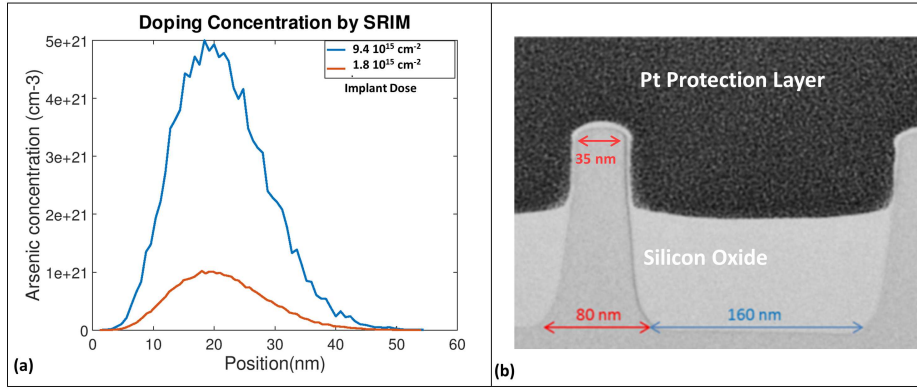 Doping Concentration by SRIM
5e+21
4e+21
3e+21
2e+21
1e+21
0
Arsenic concentration (cm-3)
9.4 10¹⁵ cm⁻²
1.8 10¹⁵ cm⁻²
Implant Dose
0 10 20 30 40 50 60
Position(nm)
(a)
Pt Protection Layer
35 nm
Silicon Oxide
80 nm
160 nm
(b)